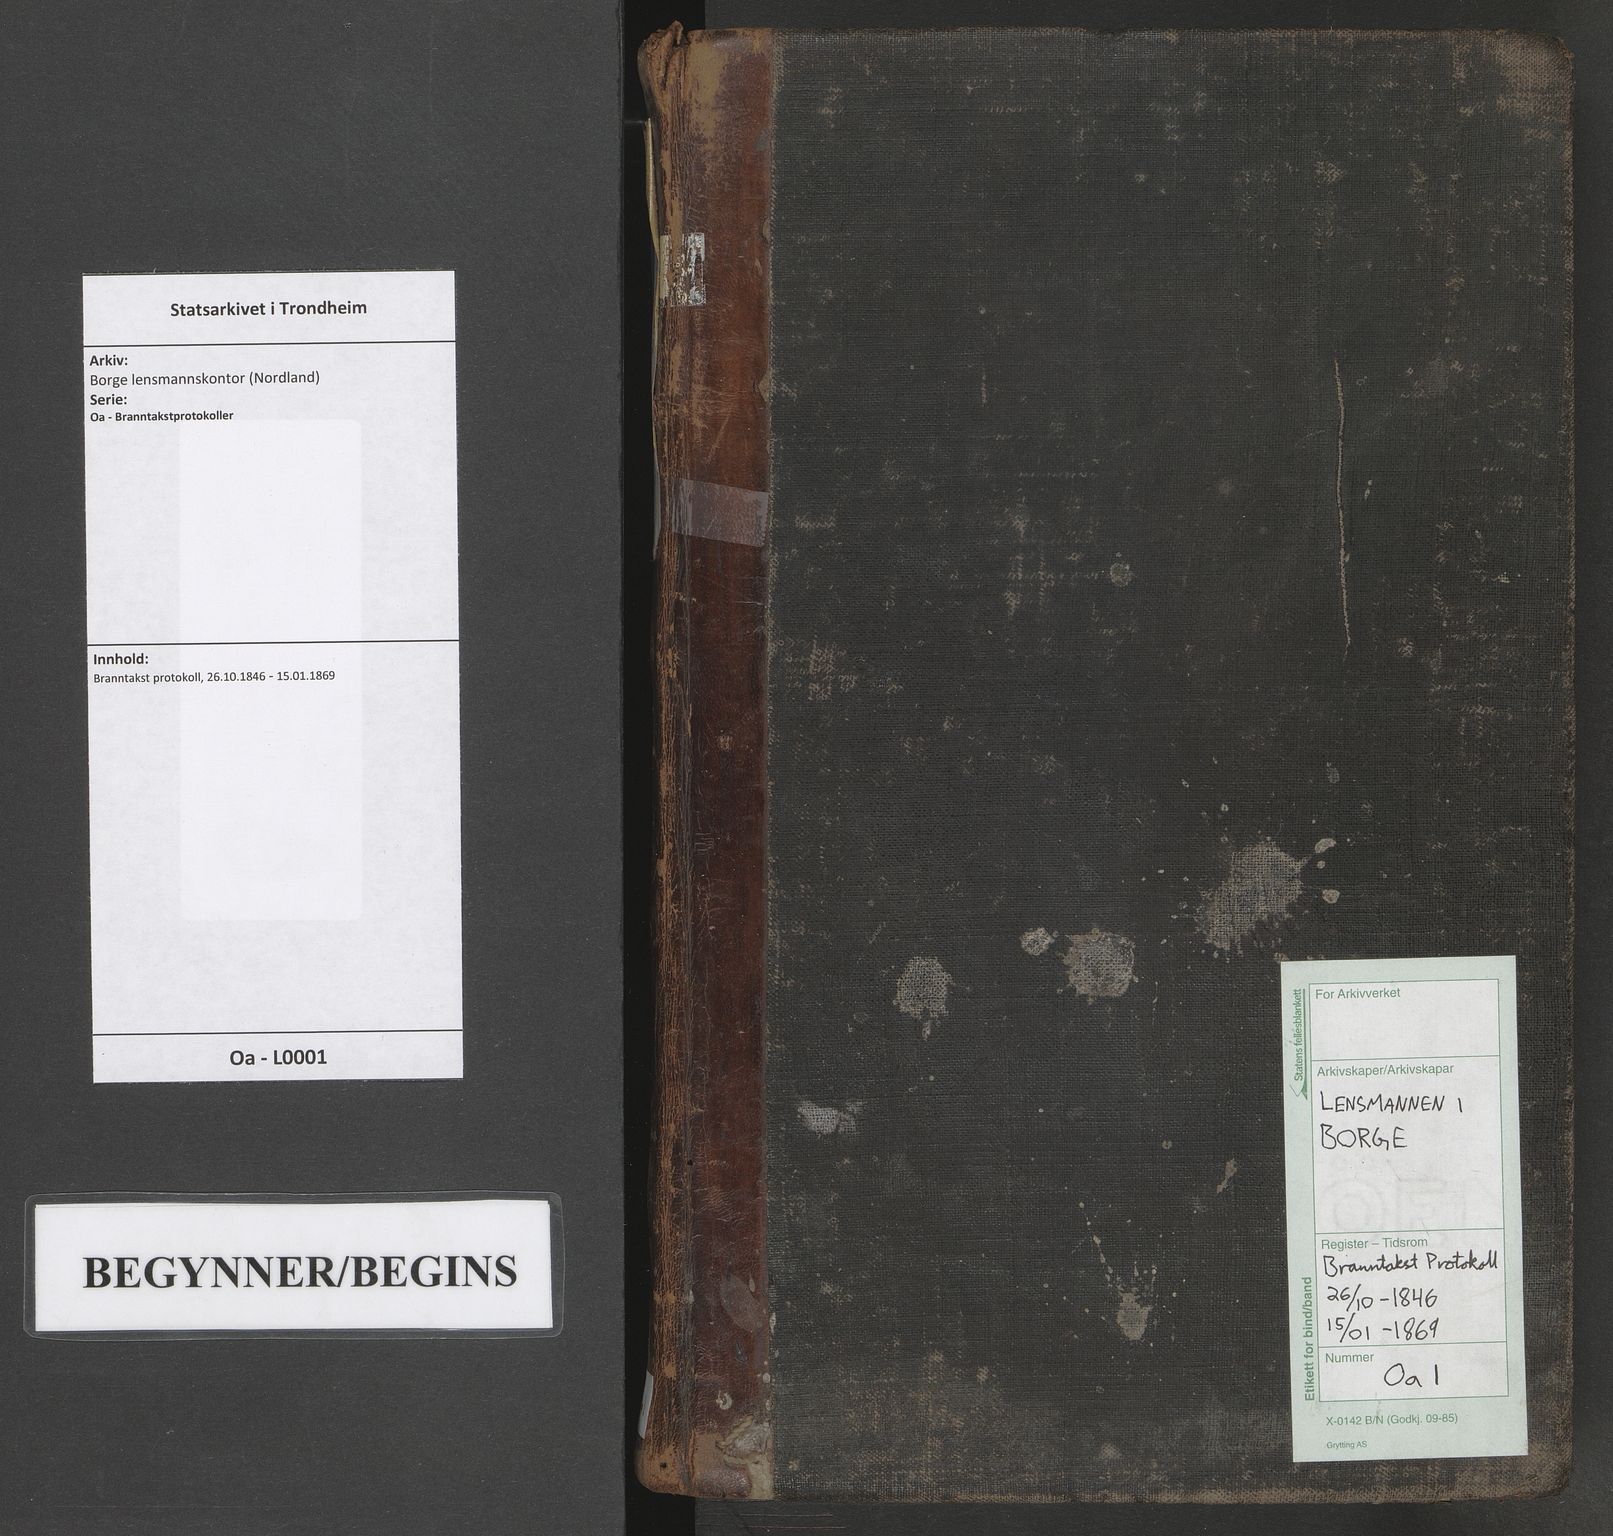 Statsarkivet i Trondheim
Arkiv:
Borge lensmannskontor (Nordland)
Serie:
Oa - Branntakstprotokoller
Innhold:
Branntakst protokoll, 26.10.1846 - 15.01.1869
Oa - L0001
BEGYNNER/BEGINS
Statens fellesblankett
Etikett for bind/band
For Arkivverket
Arkivskaper/Arkivskapar
LENSMANNEN I
BORGE
Register – Tidsrom
Branntakst Protokoll
26/10 -1846
15/01 -1869
Nummer
Oa 1
X-0142 B/N (Godkj. 09-85)
Grytting AS